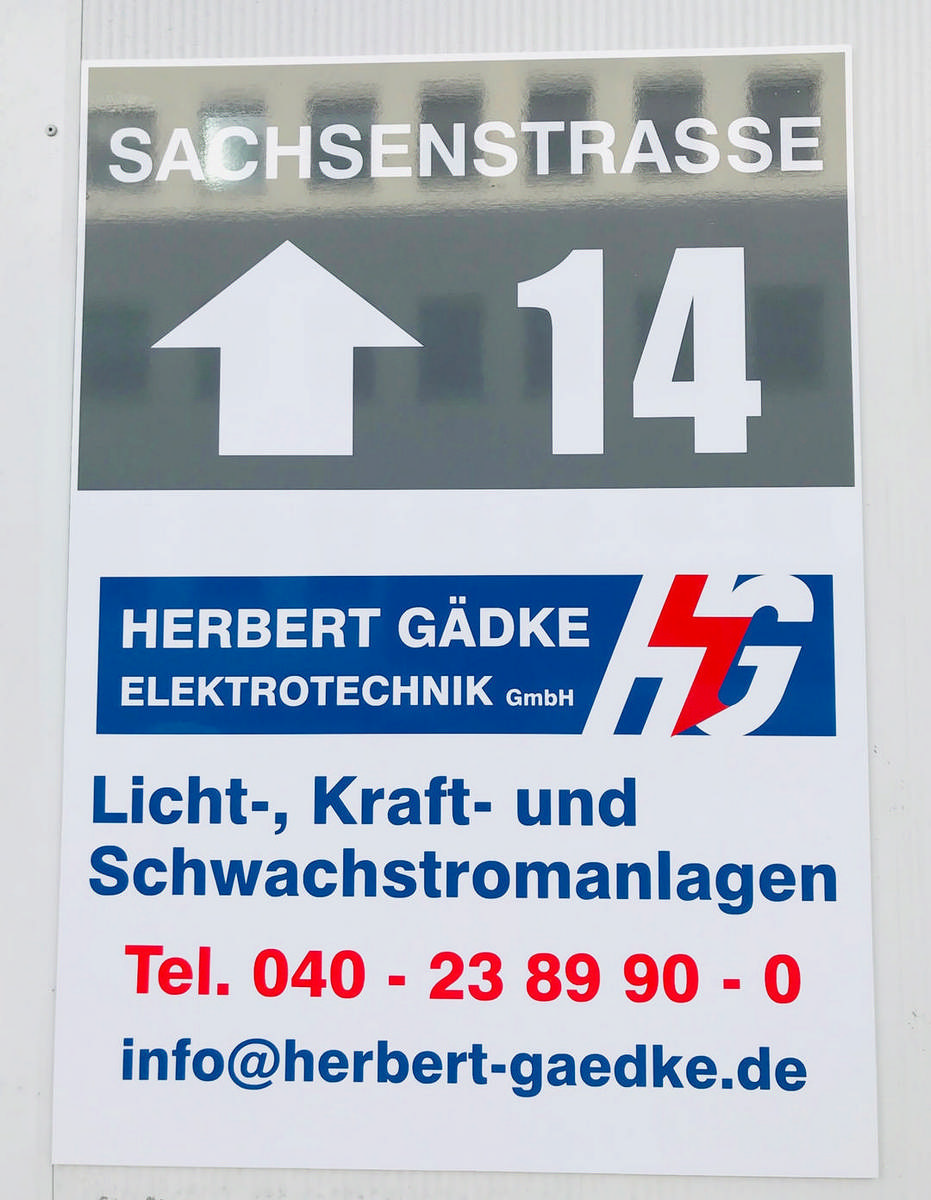 SACHSENSTRASSE
14
HERBERT GÄDKE
ELEKTROTECHNIK GmbH
HG
Licht-, Kraft- und
Schwachstromanlagen
Tel. 040 - 23 89 90 - 0
info@herbert-gaedke.de